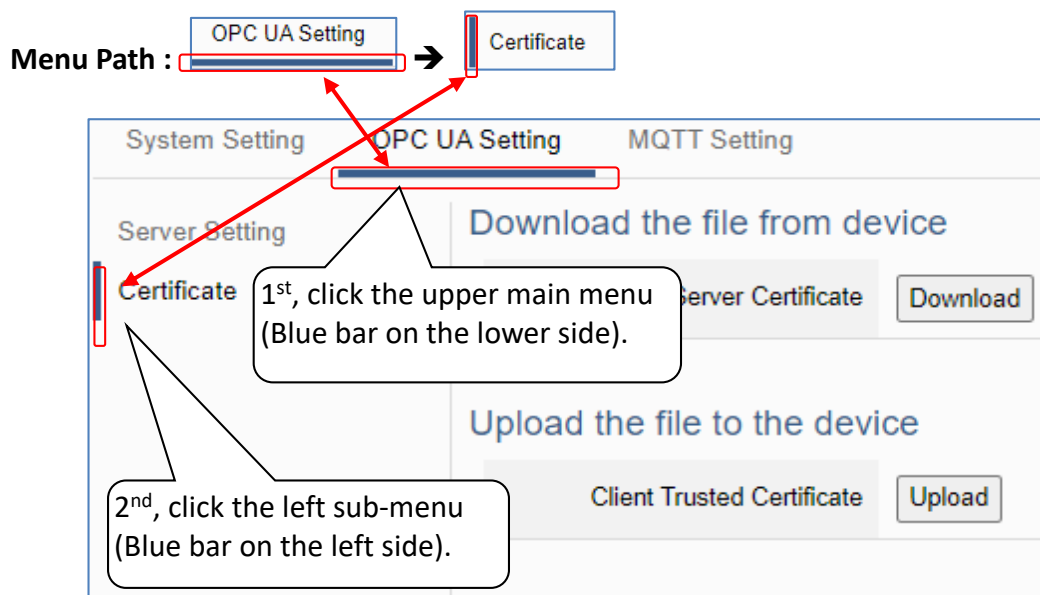 OPC UA Setting
Menu Path : ➔ Certificate
System Setting OPC UA Setting MQTT Setting
Server Setting
Download the file from device
Certificate
1st, click the upper main menu
(Blue bar on the lower side).
Server Certificate Download
Upload the file to the device
Client Trusted Certificate Upload
2nd, click the left sub-menu
(Blue bar on the left side).